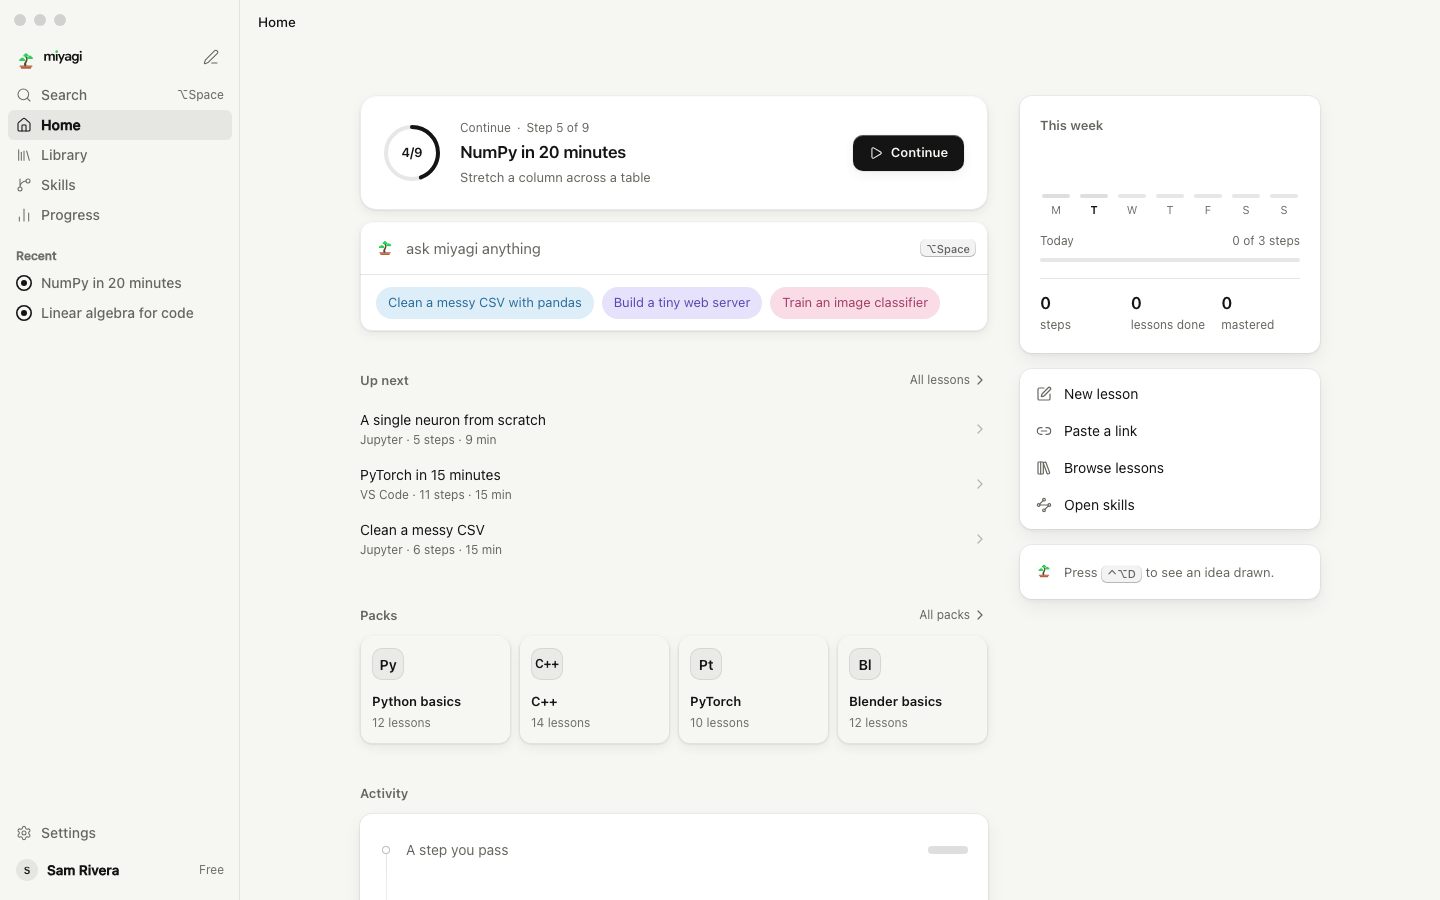 miyagi
Search ⌥Space
Home
Library
Skills
Progress
Recent
NumPy in 20 minutes
Linear algebra for code
Settings
S Sam Rivera Free
Home
4/9
Continue · Step 5 of 9
NumPy in 20 minutes
Stretch a column across a table
Continue
ask miyagi anything ⌥Space
Clean a messy CSV with pandas Build a tiny web server Train an image classifier
Up next All lessons
A single neuron from scratch
Jupyter · 5 steps · 9 min
PyTorch in 15 minutes
VS Code · 11 steps · 15 min
Clean a messy CSV
Jupyter · 6 steps · 15 min
Packs All packs
Py
Python basics
12 lessons
C++
C++
14 lessons
Pt
PyTorch
10 lessons
Bl
Blender basics
12 lessons
Activity
A step you pass
This week
M T W T F S S
Today 0 of 3 steps
0 0 0
steps lessons done mastered
New lesson
Paste a link
Browse lessons
Open skills
Press ⌃⌥D to see an idea drawn.